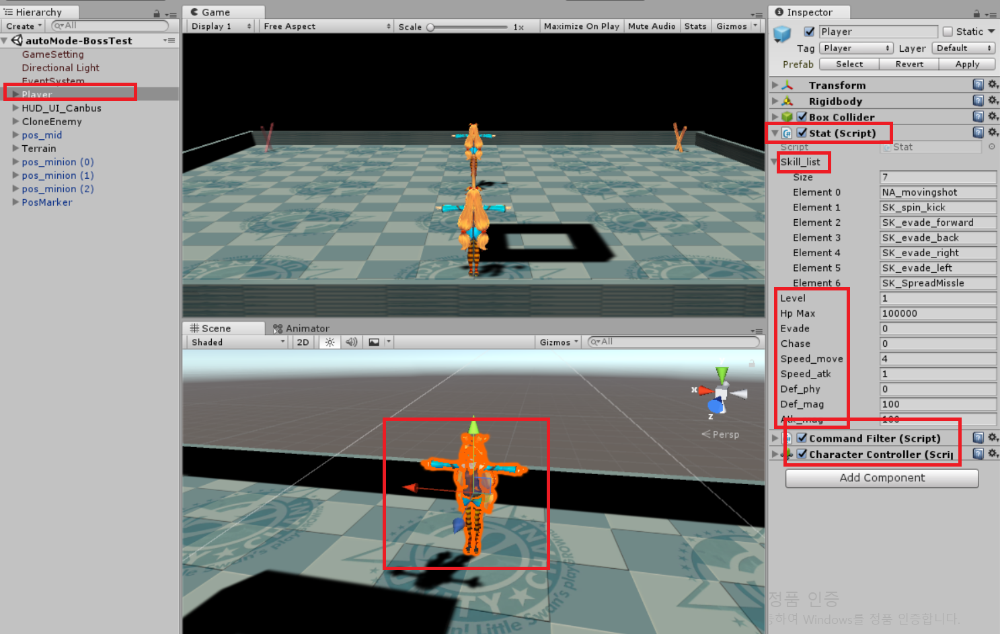 Hierarchy
Create
All
autoMode-BossTest
GameSetting
Directional Light
EventSystem
Player
HUD_UI_Canbus
CloneEnemy
pos_mid
Terrain
pos_minion (0)
pos_minion (1)
pos_minion (2)
PosMarker
Game
Display 1
Free Aspect
Scale
1x
Maximize On Play
Mute Audio
Stats
Gizmos
Scene
Animator
Shaded
2D
Gizmos
All
y
x
z
Persp
Little Swan's playgrown
Inspector
Player
Static
Tag
Player
Layer
Default
Prefab
Select
Revert
Apply
Transform
Rigidbody
Box Collider
Stat (Script)
Script
Stat
Skill_list
Size 7
Element 0 NA_movingshot
Element 1 SK_spin_kick
Element 2 SK_evade_forward
Element 3 SK_evade_back
Element 4 SK_evade_right
Element 5 SK_evade_left
Element 6 SK_SpreadMissle
Level 1
Hp Max 100000
Evade 0
Chase 0
Speed_move 4
Speed_atk 1
Def_phy 0
Def_mag 100
Atk_mag 100
Command Filter (Script)
Character Controller (Scrip
Add Component
정품 인증
하여 Windows를 정품 인증합니다.